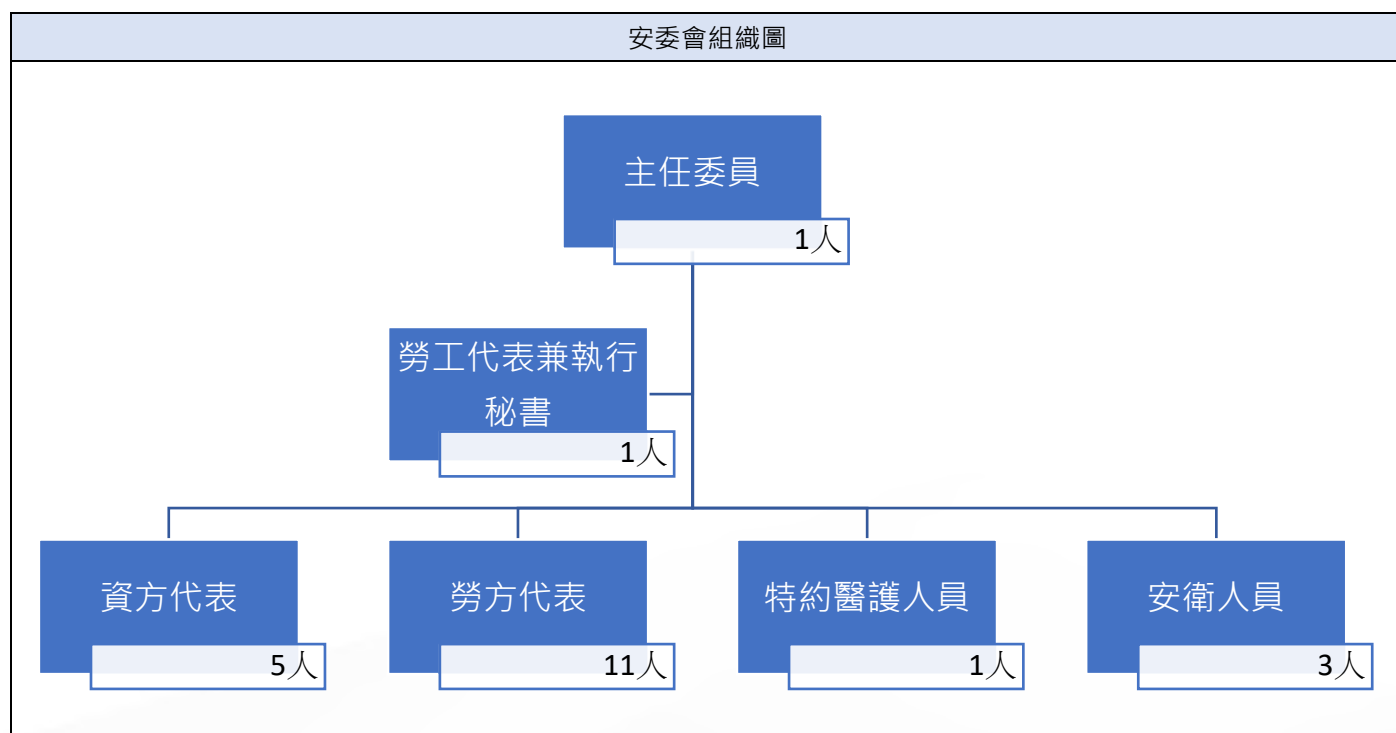 安委會組織圖
主任委員
1人
勞工代表兼執行
秘書
1人
資方代表
5人
勞方代表
11人
特約醫護人員
1人
安衛人員
3人